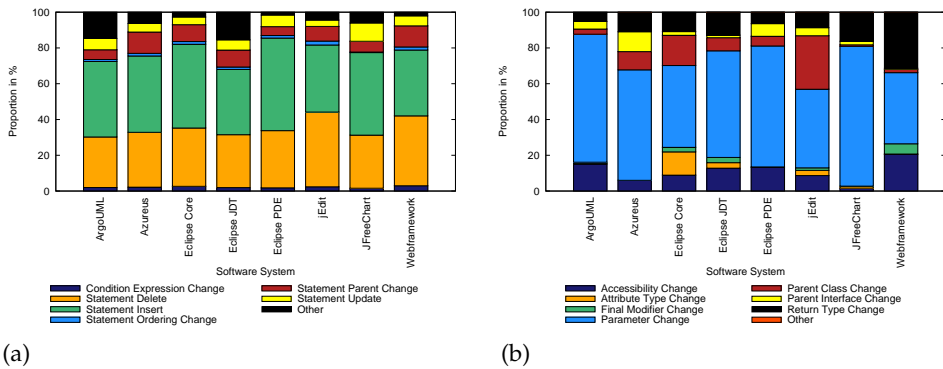 100
80
60
40
20
0
Proportion in %
ArgoUML
Azureus
Eclipse Core
Eclipse JDT
Eclipse PDE
jEdit
JFreeChart
Webframework
Software System
Condition Expression Change
Statement Delete
Statement Insert
Statement Ordering Change
Statement Parent Change
Statement Update
Other
(a)
100
80
60
40
20
0
Proportion in %
ArgoUML
Azureus
Eclipse Core
Eclipse JDT
Eclipse PDE
jEdit
JFreeChart
Webframework
Software System
Accessibility Change
Attribute Type Change
Final Modifier Change
Parameter Change
Parent Class Change
Parent Interface Change
Return Type Change
Other
(b)